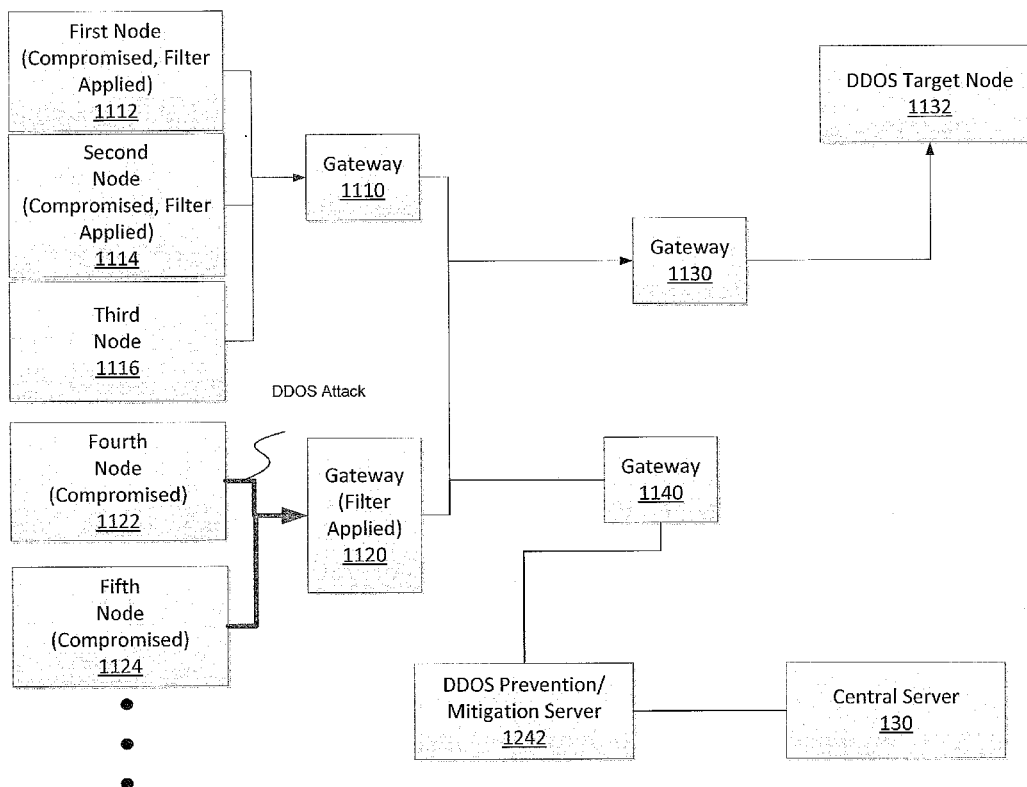 First Node
(Compromised, Filter
Applied)
1112
Second
Node
(Compromised, Filter
Applied)
1114
Third
Node
1116
Gateway
1110
DDOS Target Node
1132
Gateway
1130
DDOS Attack
Fourth
Node
(Compromised)
1122
Gateway
(Filter
Applied)
1120
Gateway
1140
Fifth
Node
(Compromised)
1124
DDOS Prevention/
Mitigation Server
1242
Central Server
130